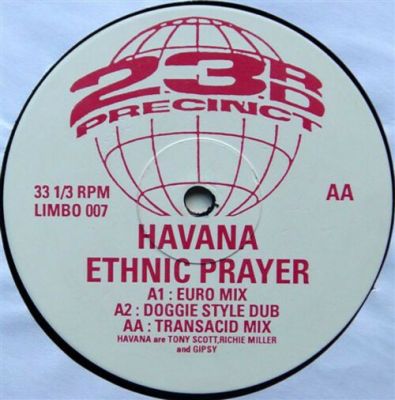 23RD
PRECINCT
33 1/3 RPM
LIMBO 007
AA
HAVANA
ETHNIC PRAYER
A1 : EURO MIX
A2 : DOGGIE STYLE DUB
AA : TRANSACID MIX
HAVANA are TONY SCOTT,RICHIE MILLER
and GIPSY